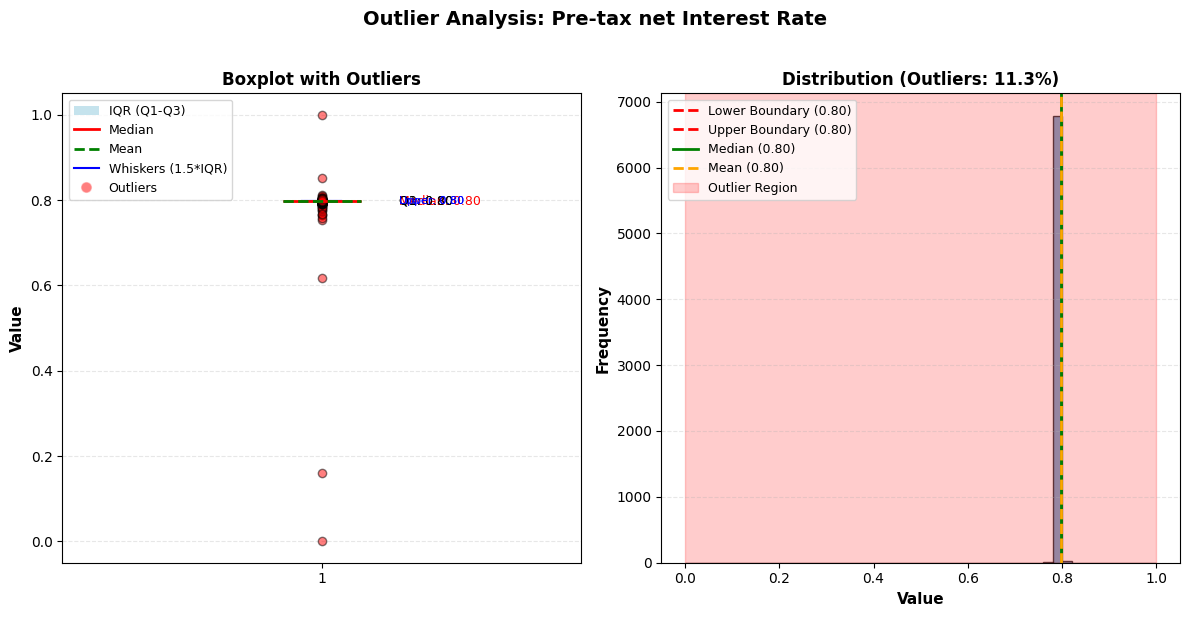 Outlier Analysis: Pre-tax net Interest Rate
Boxplot with Outliers
IQR (Q1-Q3)
Median
Mean
Whiskers (1.5*IQR)
Outliers
Value
1.0
0.8
0.6
0.4
0.2
0.0
1
Distribution (Outliers: 11.3%)
Lower Boundary (0.80)
Upper Boundary (0.80)
Median (0.80)
Mean (0.80)
Outlier Region
Frequency
7000
6000
5000
4000
3000
2000
1000
0
0.0 0.2 0.4 0.6 0.8 1.0
Value